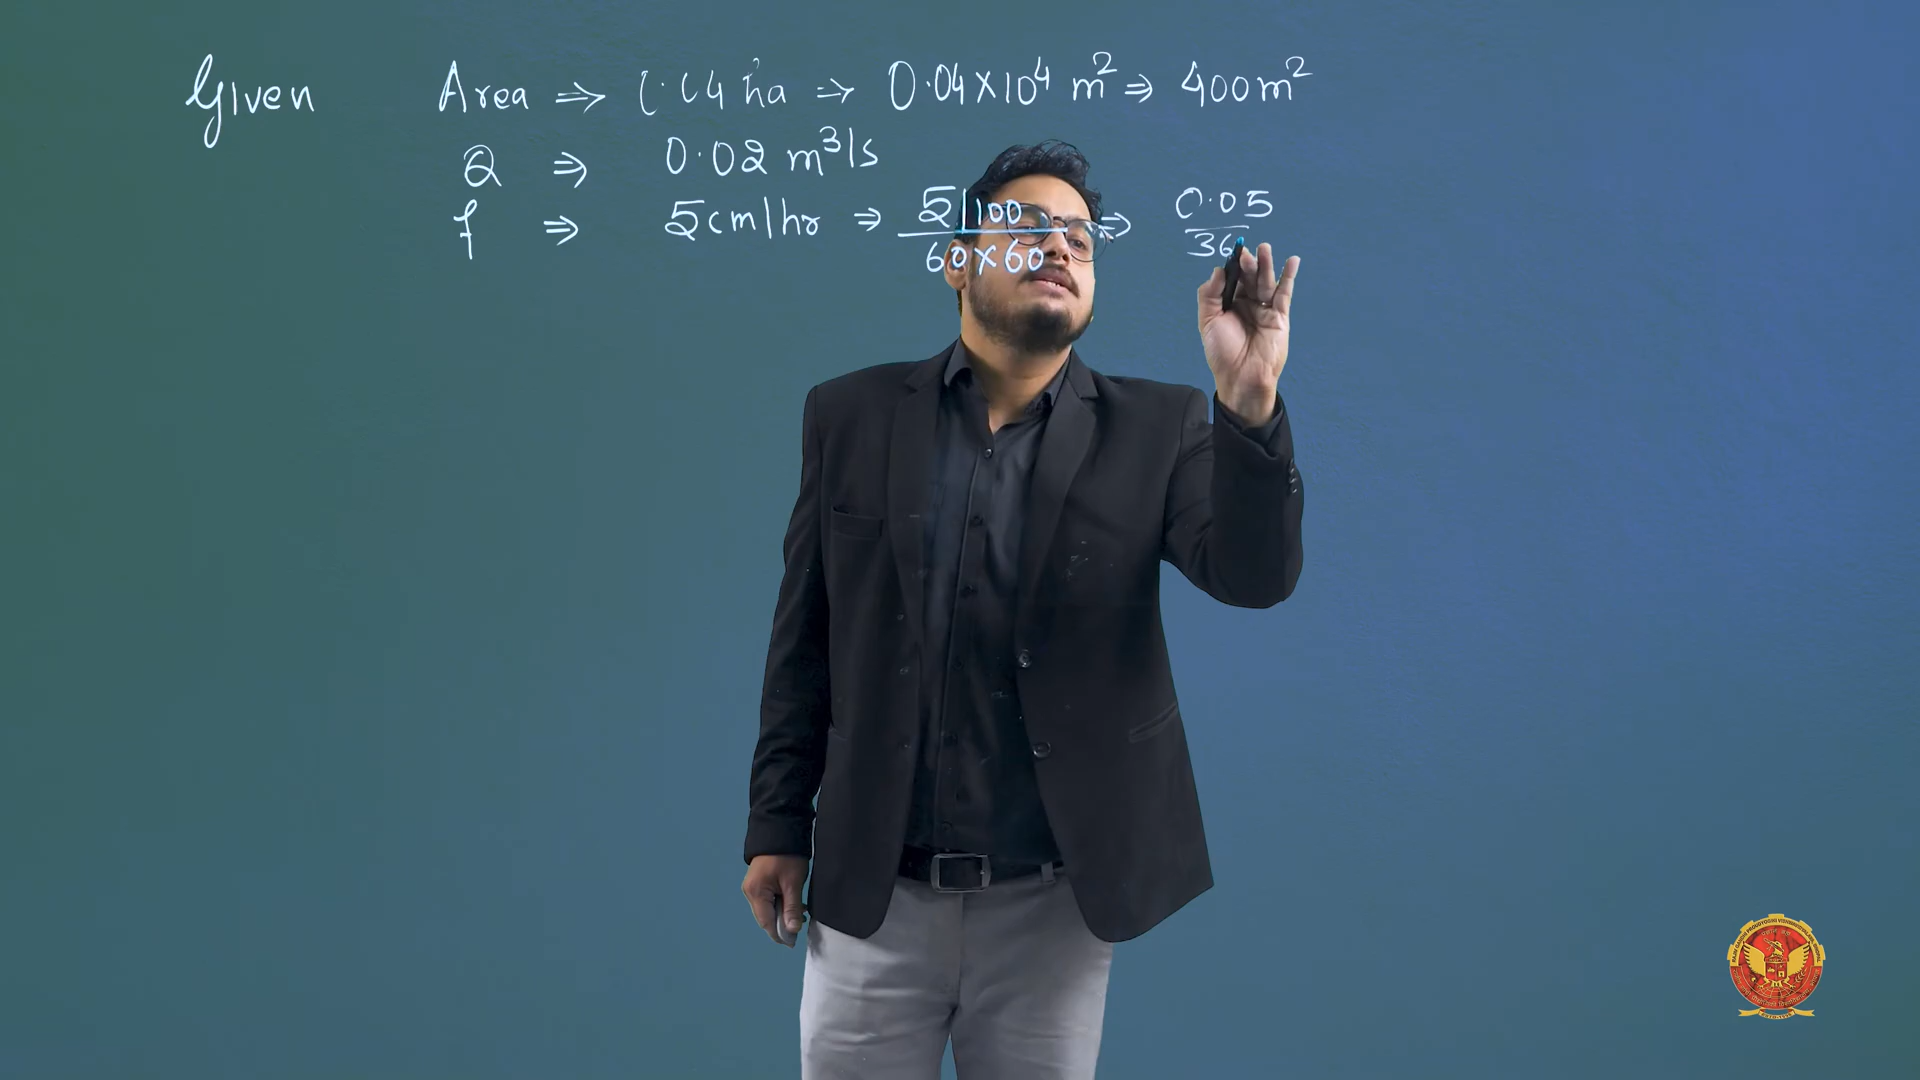 Given Area ⇒ 0.04 ha ⇒ 0.04×10⁴ m² ⇒ 400m²
Q ⇒ 0.02 m³/s
f ⇒ 5cm/hr ⇒ 5/100 / 60×60 ⇒ 0.05 / 36